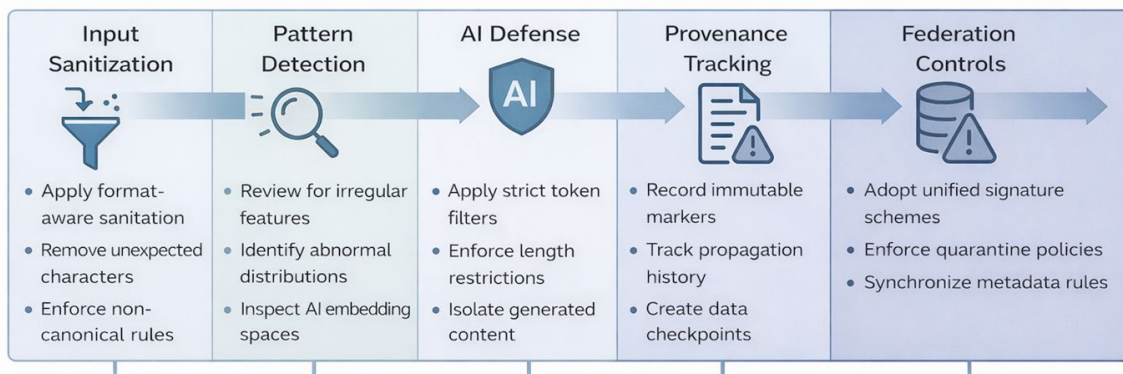 Input
Sanitization
• Apply format-
aware sanitation
• Remove unexpected
characters
• Enforce non-
canonical rules
Pattern
Detection
• Review for irregular
features
• Identify abnormal
distributions
• Inspect AI embedding
spaces
AI Defense
AI
• Apply strict token
filters
• Enforce length
restrictions
• Isolate generated
content
Provenance
Tracking
• Record immutable
markers
• Track propagation
history
• Create data
checkpoints
Federation
Controls
• Adopt unified signature
schemes
• Enforce quarantine policies
• Synchronize metadata rules